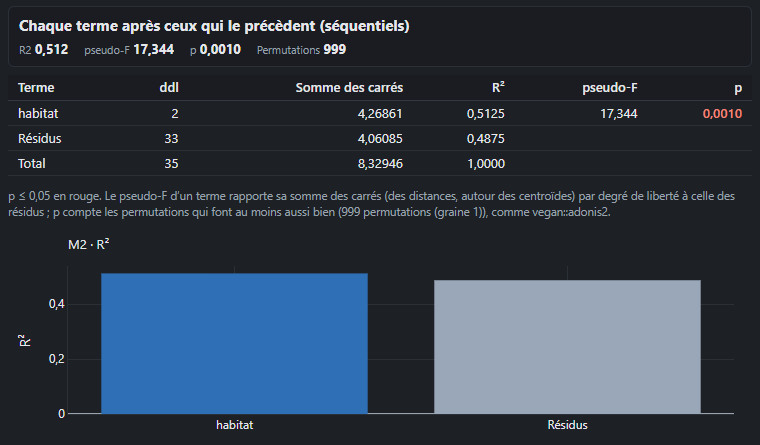 Chaque terme après ceux qui le précèdent (séquentiels)
R2 0,512 pseudo-F 17,344 p 0,0010 Permutations 999
Terme ddl Somme des carrés R² pseudo-F p
habitat 2 4,26861 0,5125 17,344 0,0010
Résidus 33 4,06085 0,4875
Total 35 8,32946 1,0000
p ≤ 0,05 en rouge. Le pseudo-F d'un terme rapporte sa somme des carrés (des distances, autour des centroïdes) par degré de liberté à celle des
résidus ; p compte les permutations qui font au moins aussi bien (999 permutations (graine 1)), comme vegan::adonis2.
M2 · R²
0,4
0,2
0
R²
habitat Résidus